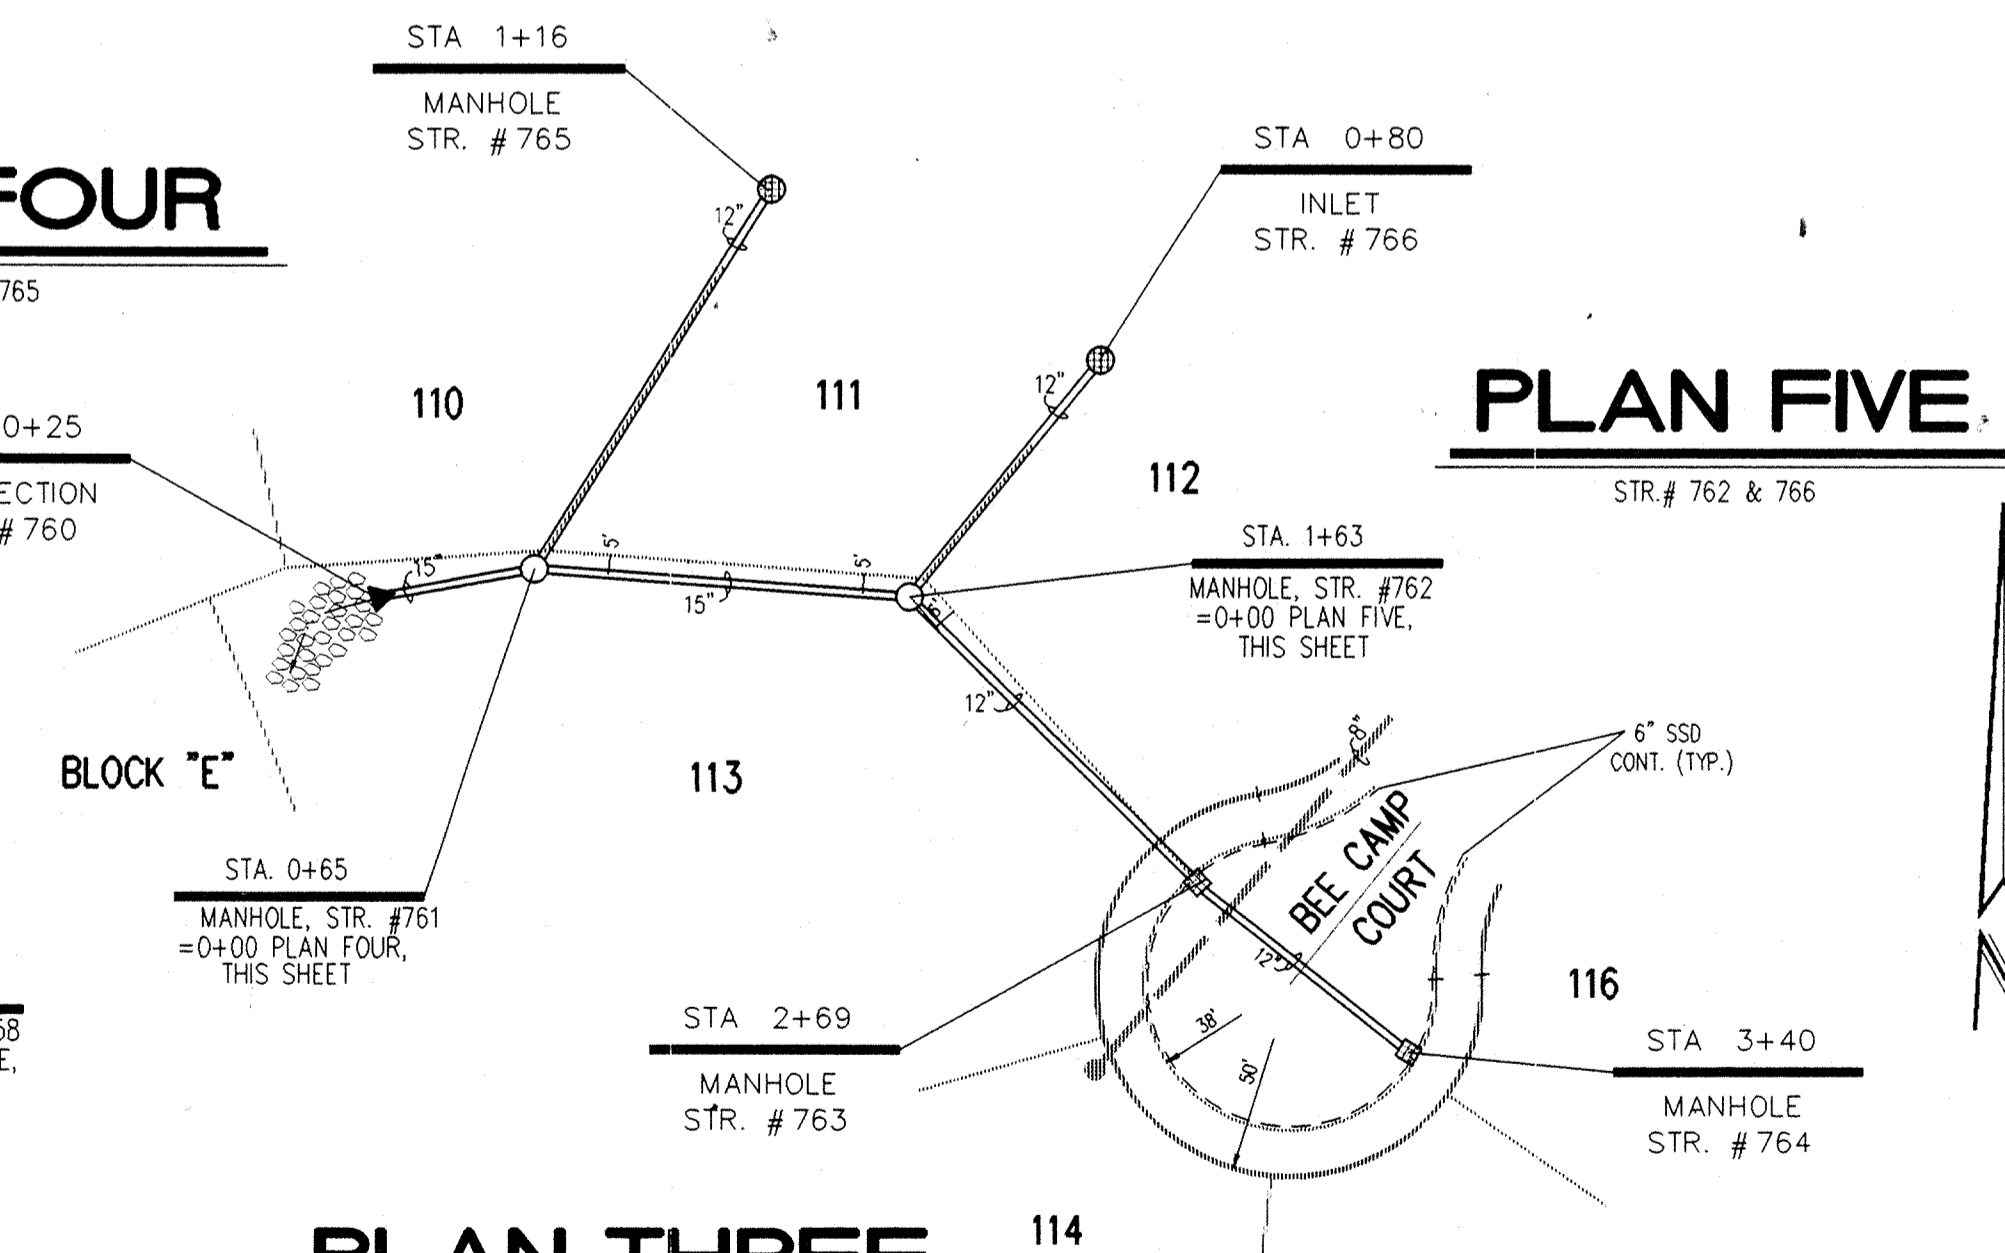 STA 1+16
MANHOLE
STR. # 765
STA 0+80
INLET
STR. # 766
FOUR
765
12"
12"
110
111
112
PLAN FIVE
STR.# 762 & 766
0+25
ECTION
# 760
STA. 1+63
MANHOLE, STR. #762
=0+00 PLAN FIVE,
THIS SHEET
15"
5'
5'
15"
5'
12"
8"
6" SSD
CONT. (TYP.)
BLOCK "E"
113
BEE CAMP
COURT
STA. 0+65
MANHOLE, STR. #761
=0+00 PLAN FOUR,
THIS SHEET
12"
116
38'
50'
STA 2+69
MANHOLE
STR. # 763
STA 3+40
MANHOLE
STR. # 764
68
E,
114
PLAN THREE